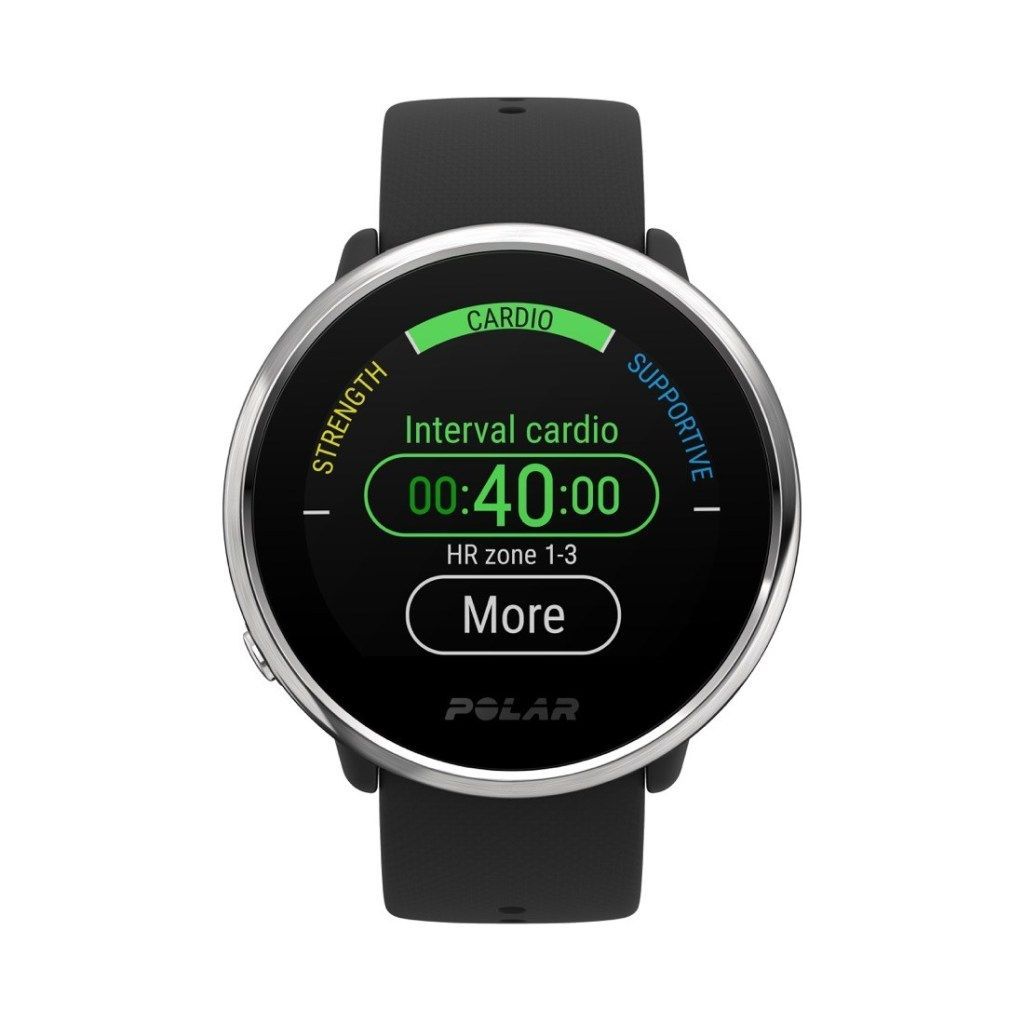 CARDIO
STRENGTH
SUPPORTIVE
Interval cardio
00:40:00
HR zone 1-3
More
POLAR